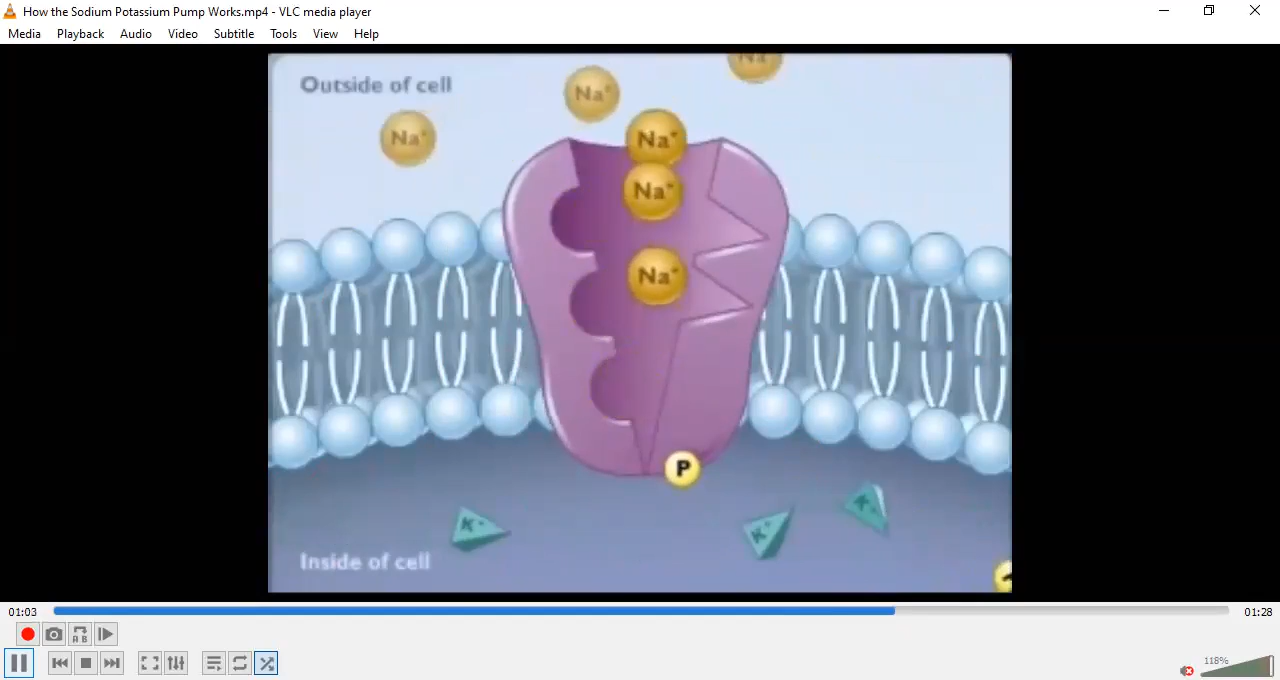 How the Sodium Potassium Pump Works.mp4 - VLC media player
Media Playback Audio Video Subtitle Tools View Help
Outside of cell
Na⁺
Na⁺
Na⁺
Na⁺
Na⁺
Na⁺
P
K⁺
K⁺
K⁺
Inside of cell
01:03
01:28
A B
118%